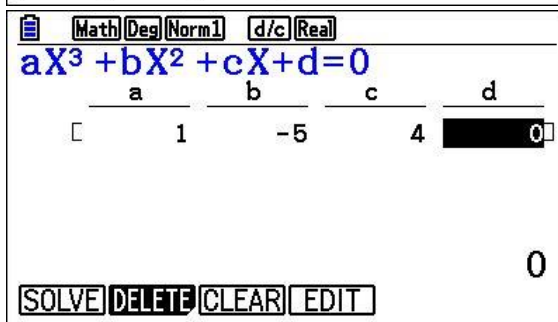 Math Deg Norm1 d/c Real
aX³ +bX² +cX+d=0
a b c d
[ 1 -5 4 0 ]
0
SOLVE DELETE CLEAR EDIT